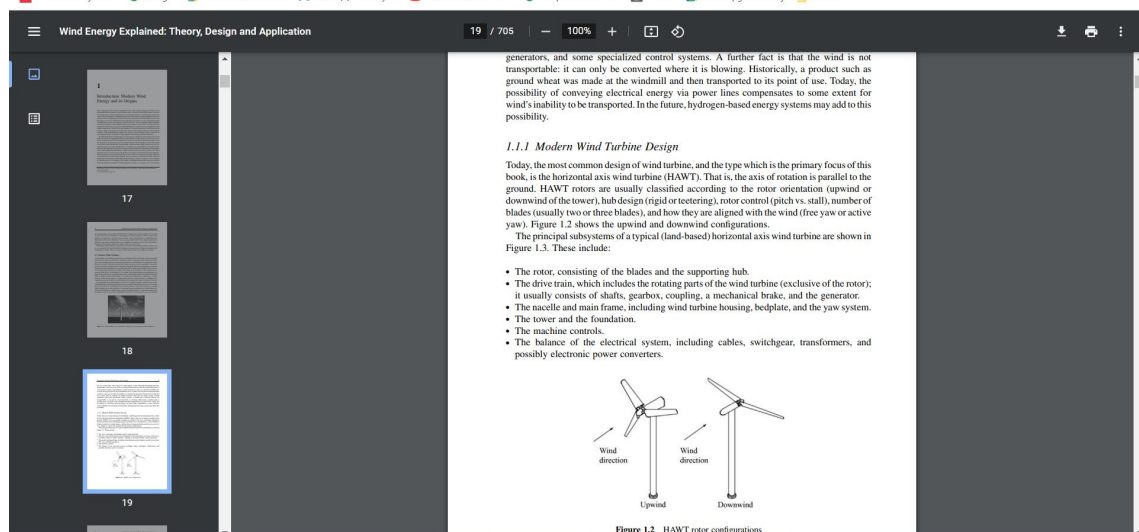 Wind Energy Explained: Theory, Design and Application
19 / 705
100%
generators, and some specialized control systems. A further fact is that the wind is not
transportable: it can only be converted where it is blowing. Historically, a product such as
ground wheat was made at the windmill and then transported to its point of use. Today, the
possibility of conveying electrical energy via power lines compensates to some extent for
wind's inability to be transported. In the future, hydrogen-based energy systems may add to this
possibility.
1.1.1 Modern Wind Turbine Design
Today, the most common design of wind turbine, and the type which is the primary focus of this
book, is the horizontal axis wind turbine (HAWT). That is, the axis of rotation is parallel to the
ground. HAWT rotors are usually classified according to the rotor orientation (upwind or
downwind of the tower), hub design (rigid or teetering), rotor control (pitch vs. stall), number of
blades (usually two or three blades), and how they are aligned with the wind (free yaw or active
yaw). Figure 1.2 shows the upwind and downwind configurations.
The principal subsystems of a typical (land-based) horizontal axis wind turbine are shown in
Figure 1.3. These include:
• The rotor, consisting of the blades and the supporting hub.
• The drive train, which includes the rotating parts of the wind turbine (exclusive of the rotor);
it usually consists of shafts, gearbox, coupling, a mechanical brake, and the generator.
• The nacelle and main frame, including wind turbine housing, bedplate, and the yaw system.
• The tower and the foundation.
• The machine controls.
• The balance of the electrical system, including cables, switchgear, transformers, and
possibly electronic power converters.
Wind
direction
Wind
direction
Upwind
Downwind
Figure 1.2 HAWT rotor configurations
1
Introduction: Modern Wind
Energy and its Origins
17
18
19